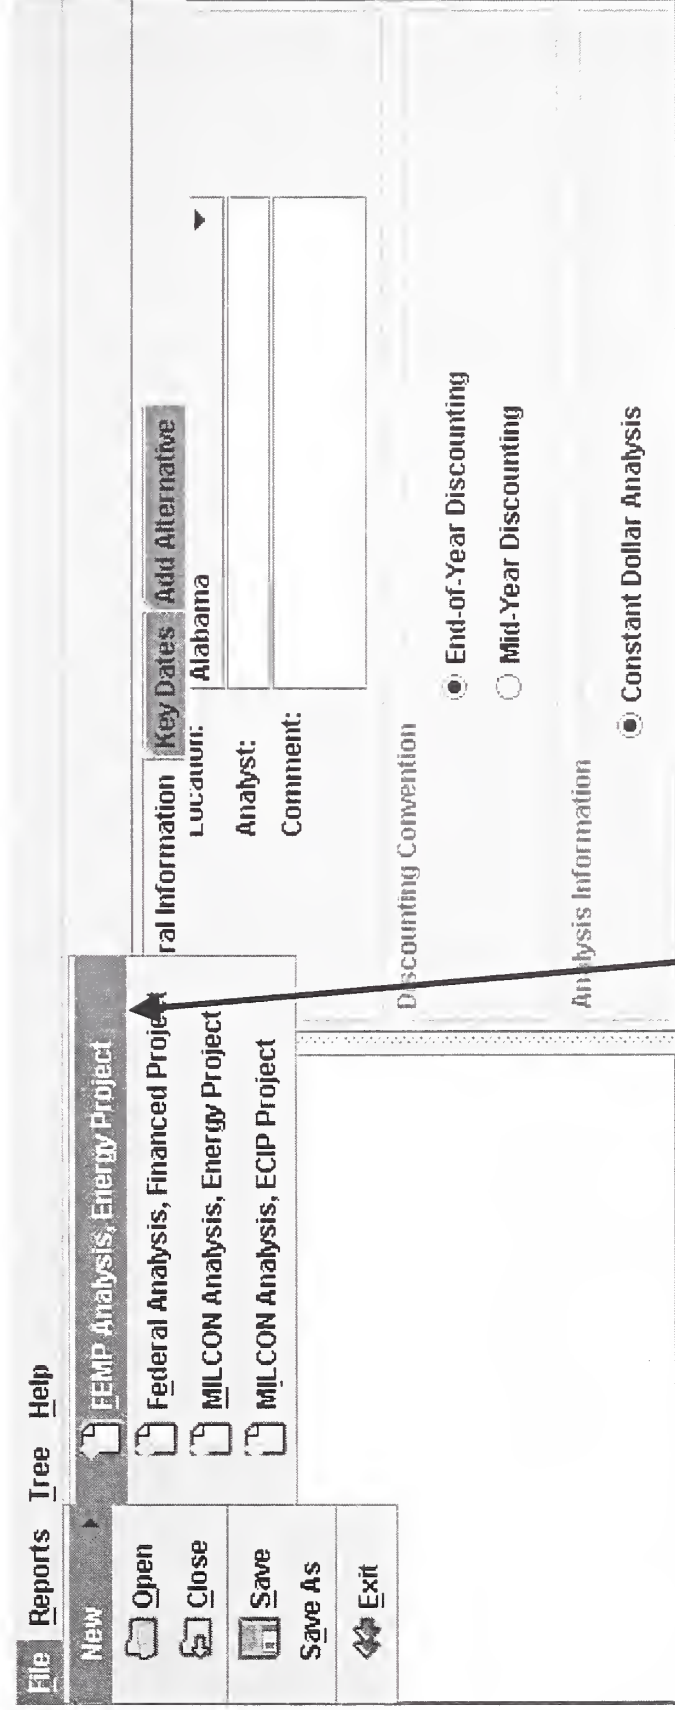 File Reports Tree Help
New
Open
Close
Save
Save As
Exit
FEMP Analysis, Energy Project
Federal Analysis, Financed Project
MILCON Analysis, Energy Project
MILCON Analysis, ECIP Project
ral Information Key Dates Add Alternative
Location: Alabama
Analyst:
Comment:
Discounting Convention
End-of-Year Discounting
Mid-Year Discounting
Analysis Information
Constant Dollar Analysis